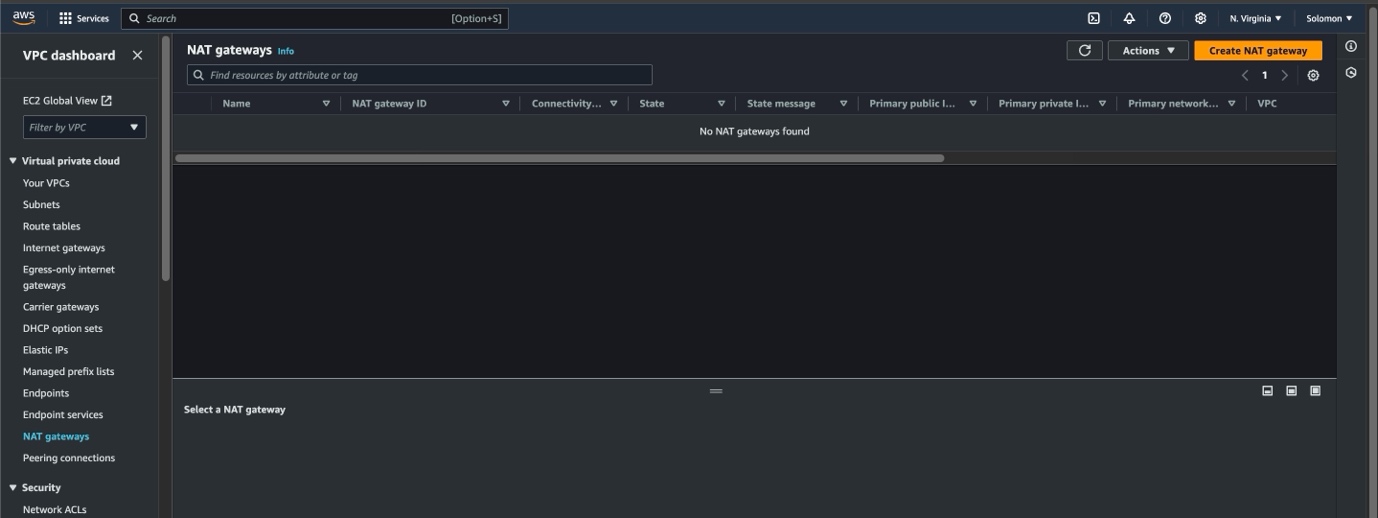 aws Services Search [Option+S] N. Virginia Solomon
VPC dashboard
EC2 Global View
Filter by VPC
Virtual private cloud
Your VPCs
Subnets
Route tables
Internet gateways
Egress-only internet
gateways
Carrier gateways
DHCP option sets
Elastic IPs
Managed prefix lists
Endpoints
Endpoint services
NAT gateways
Peering connections
Security
Network ACLs
NAT gateways Info Actions Create NAT gateway
Find resources by attribute or tag 1
Name NAT gateway ID Connectivity... State State message Primary public I... Primary private I... Primary network... VPC
No NAT gateways found
Select a NAT gateway